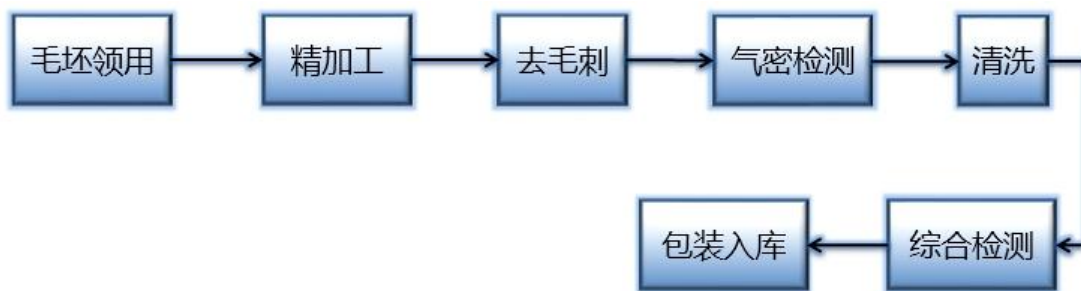 毛坯领用
精加工
去毛刺
气密检测
清洗
综合检测
包装入库